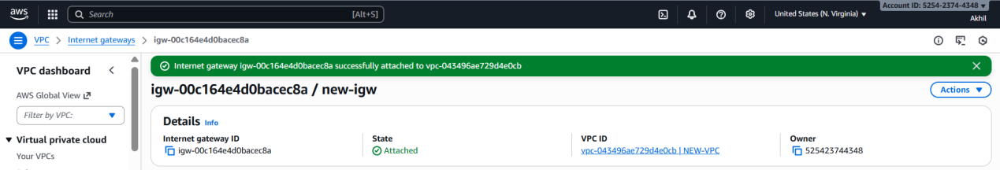 aws
Search [Alt+S]
United States (N. Virginia)
Account ID: 5254-2374-4348
Akhil
VPC > Internet gateways > igw-00c164e4d0bacec8a
VPC dashboard
AWS Global View
Filter by VPC:
Virtual private cloud
Your VPCs
Internet gateway igw-00c164e4d0bacec8a successfully attached to vpc-043496ae729d4e0cb
igw-00c164e4d0bacec8a / new-igw
Actions
Details Info
Internet gateway ID
igw-00c164e4d0bacec8a
State
Attached
VPC ID
vpc-043496ae729d4e0cb | NEW-VPC
Owner
525423744348